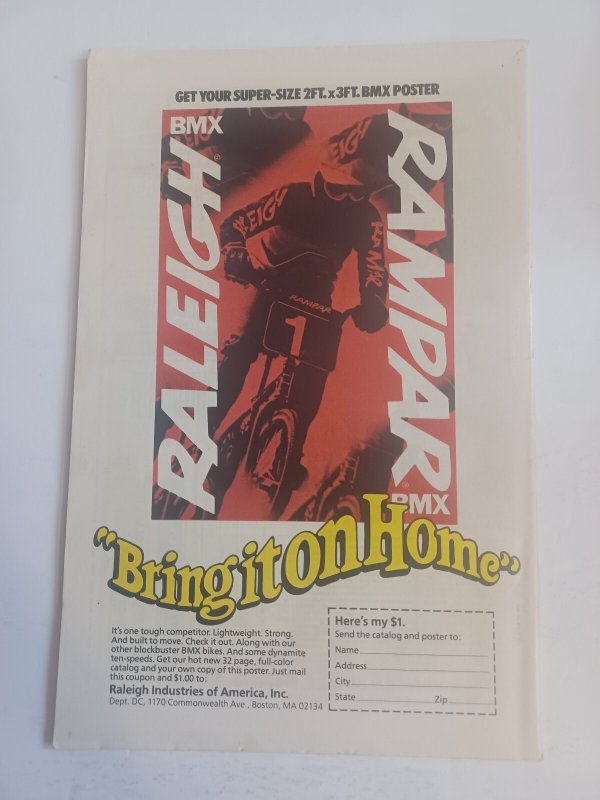 GET YOUR SUPER-SIZE 2FT. x 3FT. BMX POSTER
BMX
RALEIGH®
RAMPAR®
BMX
RALEIGH
RAMPAR
RAMPAR
1
"Bring it on Home"
It's one tough competitor. Lightweight. Strong.
And built to move. Check it out. Along with our
other blockbuster BMX bikes. And some dynamite
ten-speeds. Get our hot new 32 page, full-color
catalog and your own copy of this poster. Just mail
this coupon and $1.00 to:
Raleigh Industries of America, Inc.
Dept. DC, 1170 Commonwealth Ave., Boston, MA 02134
Here's my $1.
Send the catalog and poster to:
Name
Address
City
State Zip